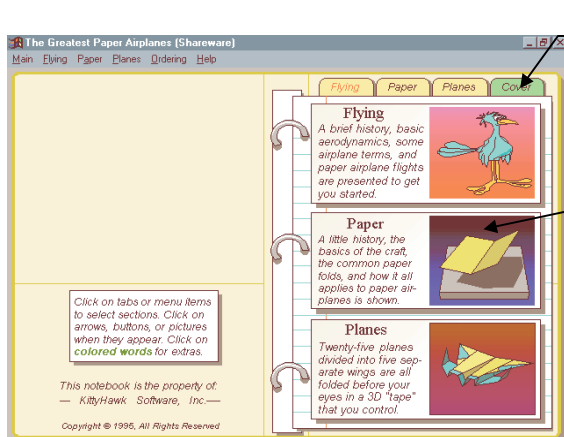 The Greatest Paper Airplanes (Shareware)
Main Flying Paper Planes Ordering Help
Flying Paper Planes Cover
Flying
A brief history, basic
aerodynamics, some
airplane terms, and
paper airplane flights
are presented to get
you started.
Paper
A little history, the
basics of the craft,
the common paper
folds, and how it all
applies to paper air-
planes is shown.
Planes
Twenty-five planes
divided into five sep-
arate wings are all
folded before your
eyes in a 3D "tape"
that you control.
Click on tabs or menu items
to select sections. Click on
arrows, buttons, or pictures
when they appear. Click on
colored words for extras.
This notebook is the property of:
— KittyHawk Software, Inc.—
Copyright © 1995, All Rights Reserved